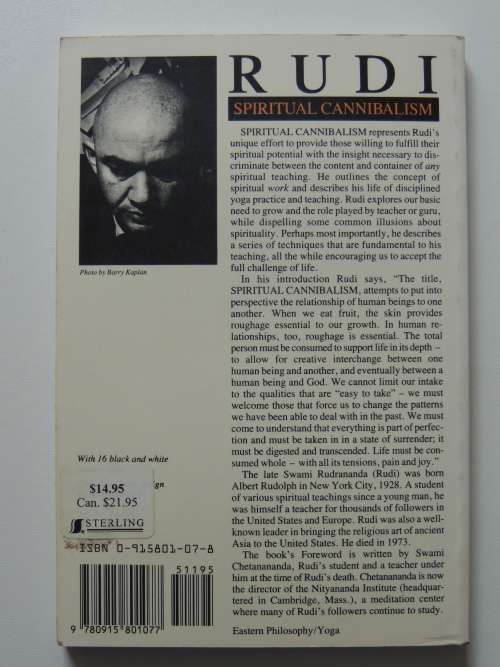 RUDI
SPIRITUAL CANNIBALISM
SPIRITUAL CANNIBALISM represents Rudi's
unique effort to provide those willing to fulfill their
spiritual potential with the insight necessary to dis-
criminate between the content and container of any
spiritual teaching. He outlines the concept of
spiritual work and describes his life of disciplined
yoga practice and teaching. Rudi explores our basic
need to grow and the role played by teacher or guru,
while dispelling some common illusions about
spirituality. Perhaps most importantly, he describes
a series of techniques that are fundamental to his
teaching, all the while encouraging us to accept the
full challenge of life.
In his introduction Rudi says, "The title,
SPIRITUAL CANNIBALISM, attempts to put into
perspective the relationship of human beings to one
another. When we eat fruit, the skin provides
roughage essential to our growth. In human re-
lationships, too, roughage is essential. The total
person must be consumed to support life in its depth –
to allow for creative interchange between one
human being and another, and eventually between a
human being and God. We cannot limit our intake
to the qualities that are "easy to take" – we must
welcome those that force us to change the patterns
we have been able to deal with in the past. We must
come to understand that everything is part of perfec-
tion and must be taken in in a state of surrender; it
must be digested and transcended. Life must be con-
sumed whole – with all its tensions, pain and joy."
The late Swami Rudrananda (Rudi) was born
Albert Rudolph in New York City, 1928. A student
of various spiritual teachings since a young man, he
was himself a teacher for thousands of followers in
the United States and Europe. Rudi was also a well-
known leader in bringing the religious art of ancient
Asia to the United States. He died in 1973.
The book's Foreword is written by Swami
Chetanananda, Rudi's student and a teacher under
him at the time of Rudi's death. Chetanananda is now
the director of the Nityananda Institute (headquar-
tered in Cambridge, Mass.), a meditation center
where many of Rudi's followers continue to study.
Eastern Philosophy/Yoga
Photo by Barry Kaplan
With 16 black and white
ign
$14.95
Can. $21.95
STERLING
ISBN 0-915801-07-8
51195
9 780915 801077